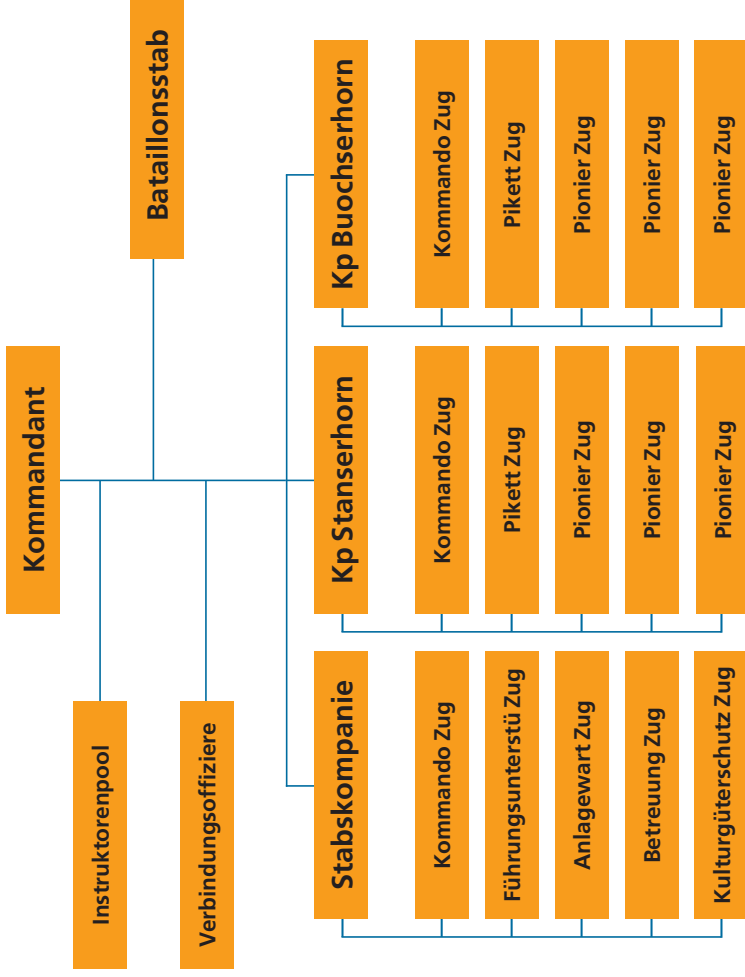 Kommandant
Instruktorenpool
Bataillonsstab
Verbindungsoffiziere
Stabskompanie
Kommando Zug
Führungsunterstü Zug
Anlagewart Zug
Betreuung Zug
Kulturgüterschutz Zug
Kp Stanserhorn
Kommando Zug
Pikett Zug
Pionier Zug
Pionier Zug
Pionier Zug
Kp Buochserhorn
Kommando Zug
Pikett Zug
Pionier Zug
Pionier Zug
Pionier Zug